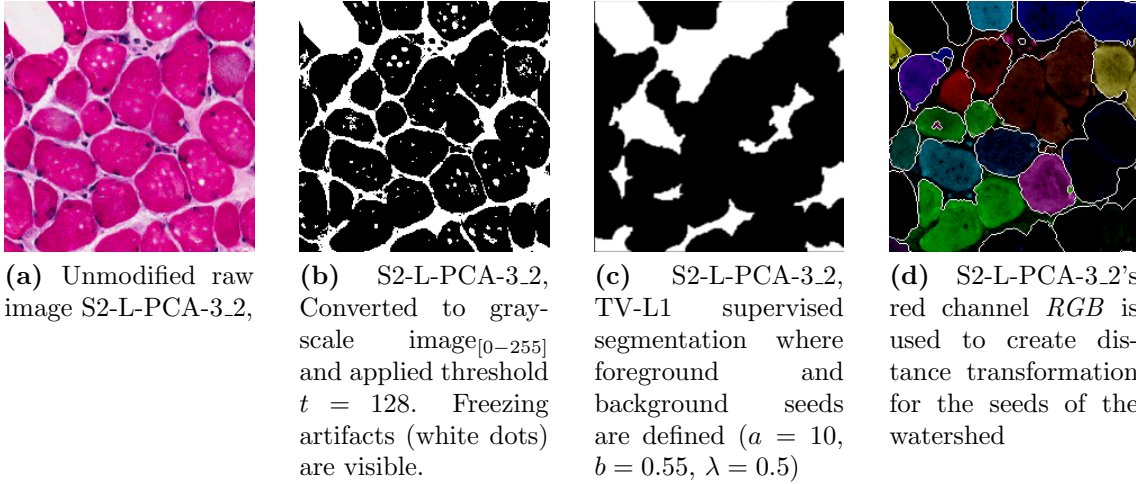 (a) Unmodified raw
image S2-L-PCA-3_2,
(b) S2-L-PCA-3_2,
Converted to gray-
scale image[0−255]
and applied threshold
t = 128. Freezing
artifacts (white dots)
are visible.
(c) S2-L-PCA-3_2,
TV-L1 supervised
segmentation where
foreground and
background seeds
are defined (a = 10,
b = 0.55, λ = 0.5)
(d) S2-L-PCA-3_2's
red channel RGB is
used to create dis-
tance transformation
for the seeds of the
watershed